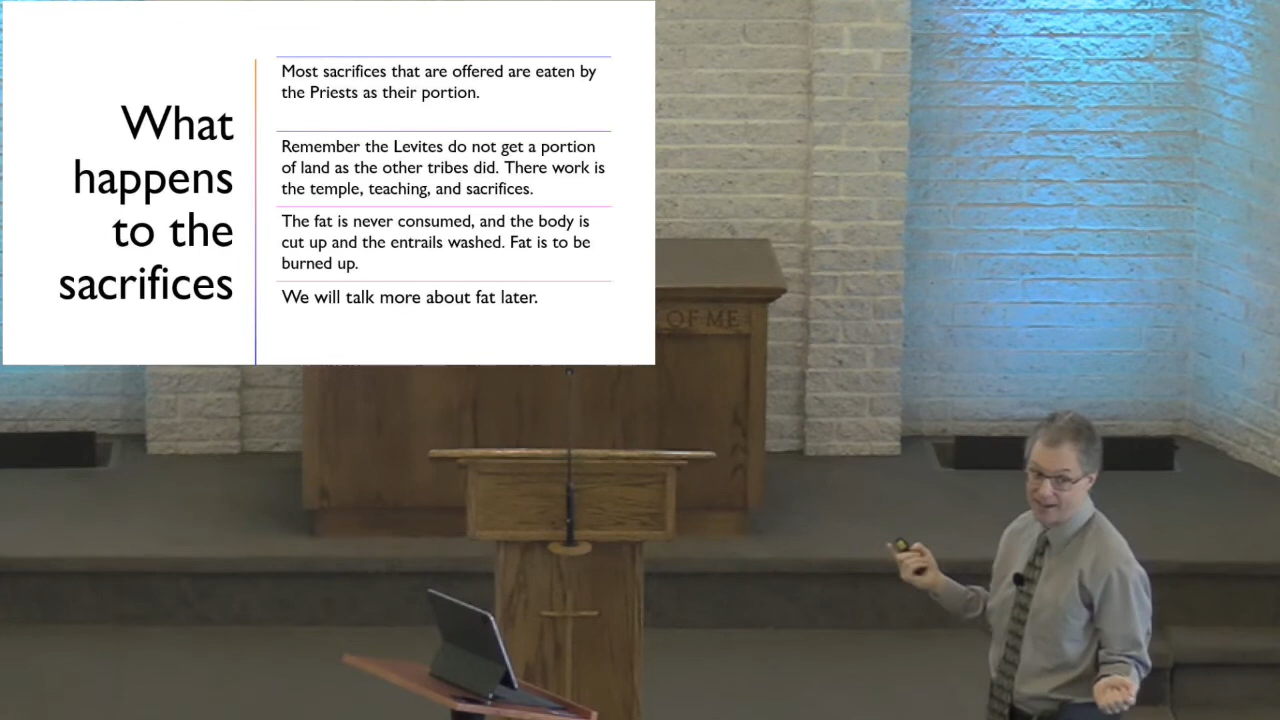 What
happens
to the
sacrifices
Most sacrifices that are offered are eaten by
the Priests as their portion.
Remember the Levites do not get a portion
of land as the other tribes did. There work is
the temple, teaching, and sacrifices.
The fat is never consumed, and the body is
cut up and the entrails washed. Fat is to be
burned up.
We will talk more about fat later.
OF ME